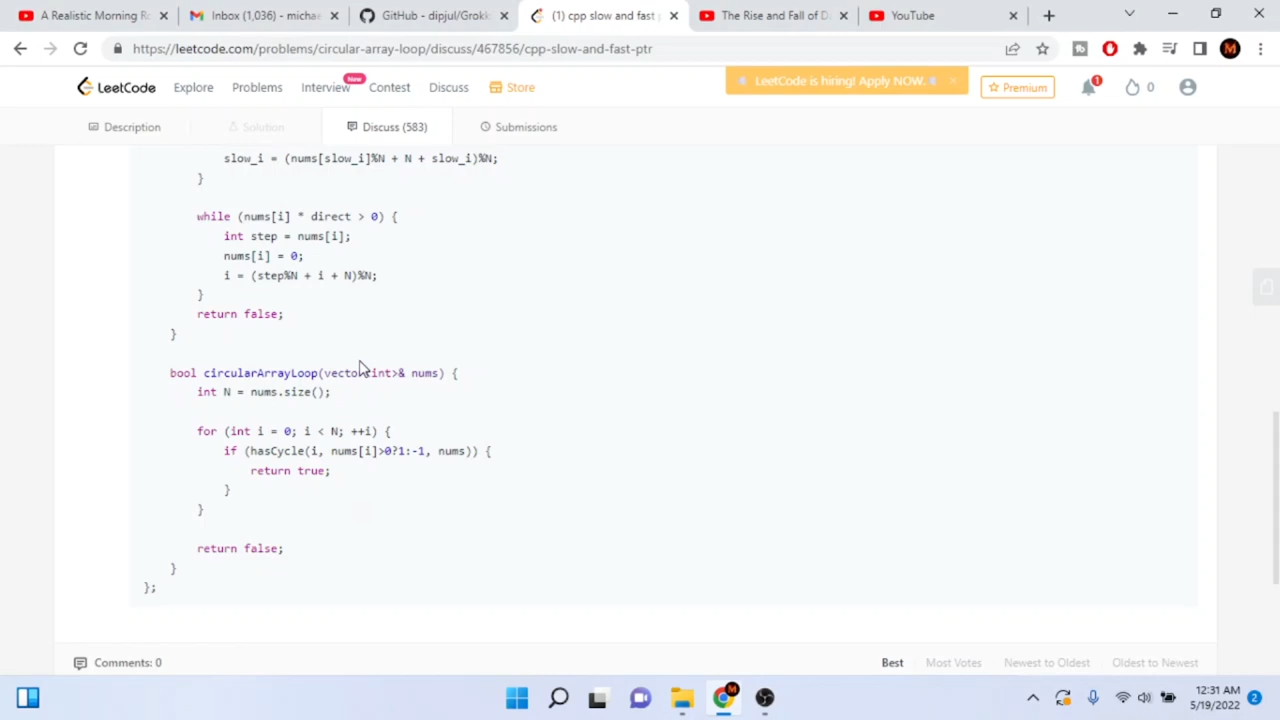 A Realistic Morning Ro
Inbox (1,036) - michae
GitHub - dipjul/Grokk
(1) cpp slow and fast p
The Rise and Fall of Di
YouTube
https://leetcode.com/problems/circular-array-loop/discuss/467856/cpp-slow-and-fast-ptr
M
LeetCode
Explore
Problems
Interview
New
Contest
Discuss
Store
LeetCode is hiring! Apply NOW.
Premium
1
0
Description
Solution
Discuss (583)
Submissions
slow_i = (nums[slow_i]%N + N + slow_i)%N;
}
while (nums[i] * direct > 0) {
int step = nums[i];
nums[i] = 0;
i = (step%N + i + N)%N;
}
return false;
}
bool circularArrayLoop(vector<int>& nums) {
int N = nums.size();
for (int i = 0; i < N; ++i) {
if (hasCycle(i, nums[i]>0?1:-1, nums)) {
return true;
}
}
return false;
}
};
Comments: 0
Best
Most Votes
Newest to Oldest
Oldest to Newest
M
12:31 AM
5/19/2022
2